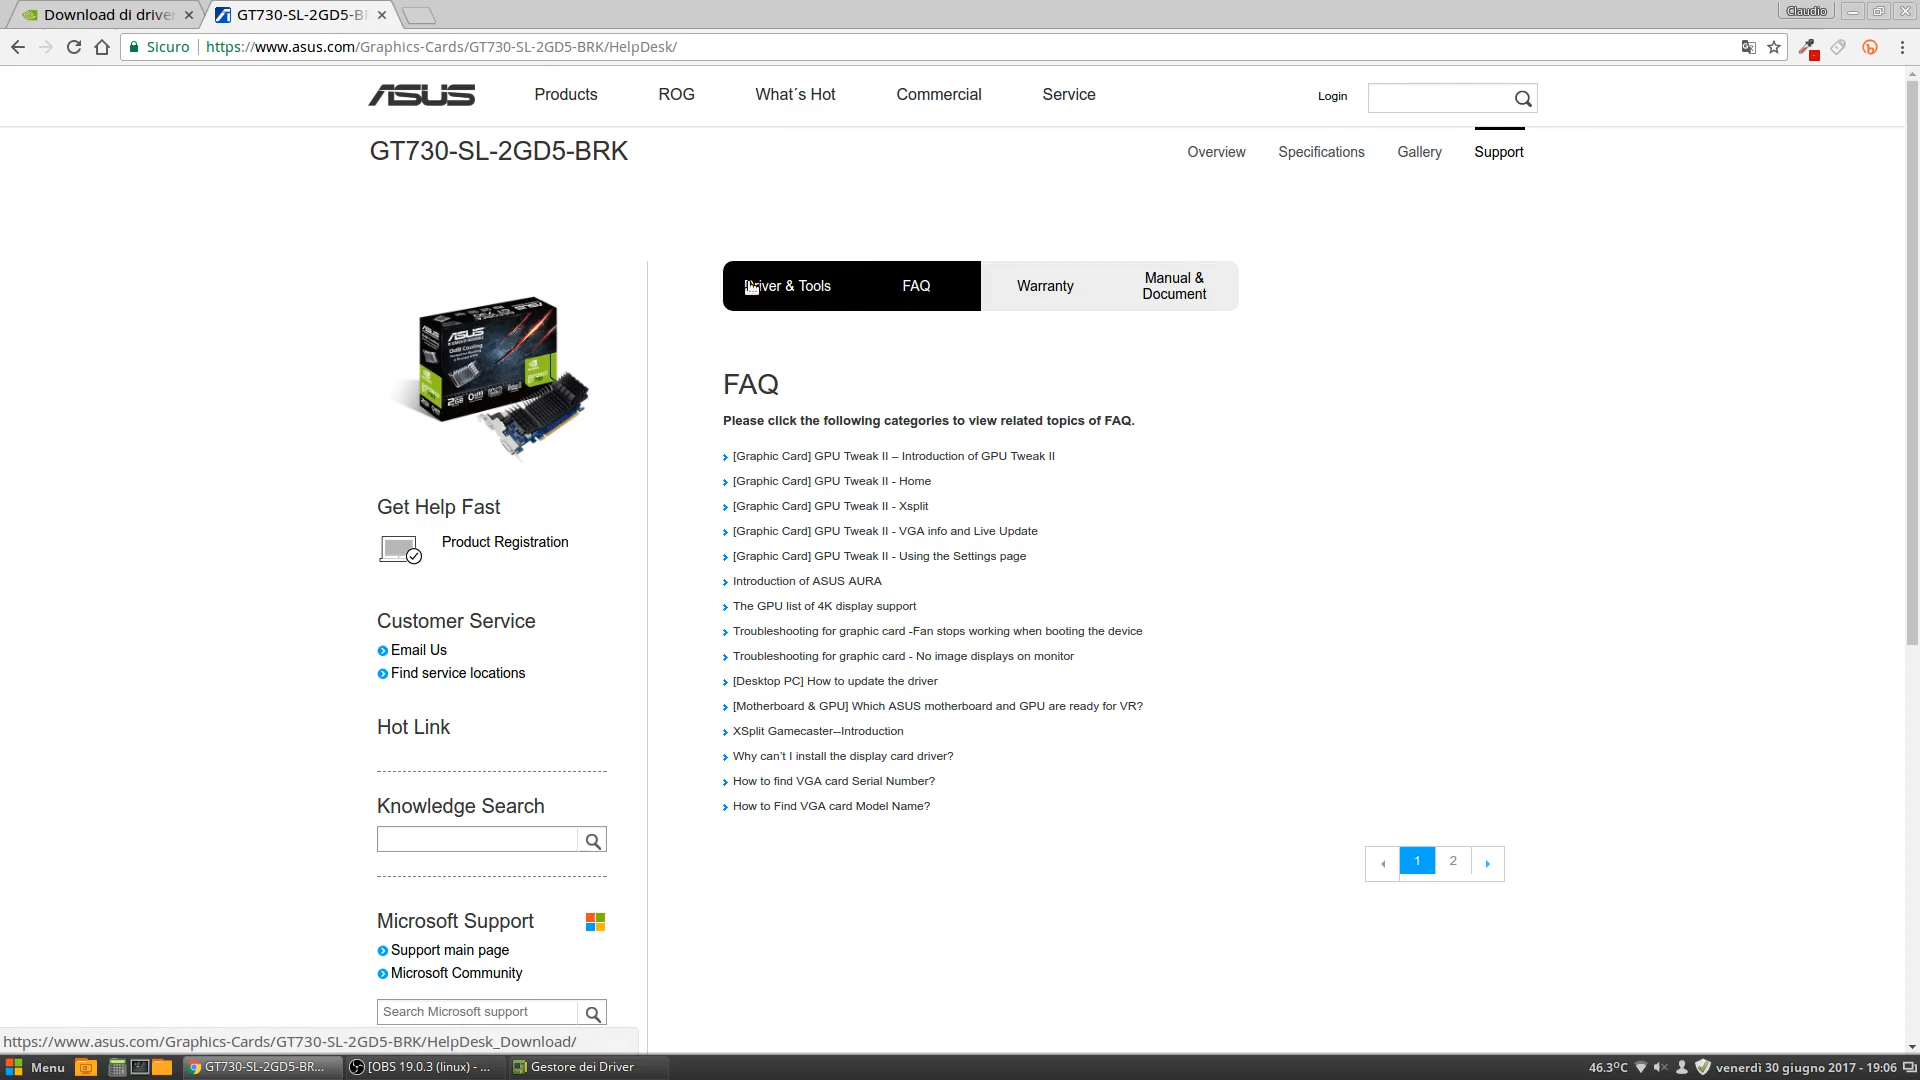 Download di driver
GT730-SL-2GD5-BR
Claudio
Sicuro
https://www.asus.com/Graphics-Cards/GT730-SL-2GD5-BRK/HelpDesk/
ASUS
Products
ROG
What´s Hot
Commercial
Service
Login
GT730-SL-2GD5-BRK
Overview
Specifications
Gallery
Support
Driver & Tools
FAQ
Warranty
Manual &
Document
ASUS
0dB Cooling
Get Help Fast
Product Registration
Customer Service
Email Us
Find service locations
Hot Link
Knowledge Search
Microsoft Support
Support main page
Microsoft Community
Search Microsoft support
FAQ
Please click the following categories to view related topics of FAQ.
[Graphic Card] GPU Tweak II – Introduction of GPU Tweak II
[Graphic Card] GPU Tweak II - Home
[Graphic Card] GPU Tweak II - Xsplit
[Graphic Card] GPU Tweak II - VGA info and Live Update
[Graphic Card] GPU Tweak II - Using the Settings page
Introduction of ASUS AURA
The GPU list of 4K display support
Troubleshooting for graphic card -Fan stops working when booting the device
Troubleshooting for graphic card - No image displays on monitor
[Desktop PC] How to update the driver
[Motherboard & GPU] Which ASUS motherboard and GPU are ready for VR?
XSplit Gamecaster--Introduction
Why can’t I install the display card driver?
How to find VGA card Serial Number?
How to Find VGA card Model Name?
1
2
https://www.asus.com/Graphics-Cards/GT730-SL-2GD5-BRK/HelpDesk_Download/
Menu
GT730-SL-2GD5-BR...
[OBS 19.0.3 (linux) - ...
Gestore dei Driver
46.3°C
venerdì 30 giugno 2017 - 19:06